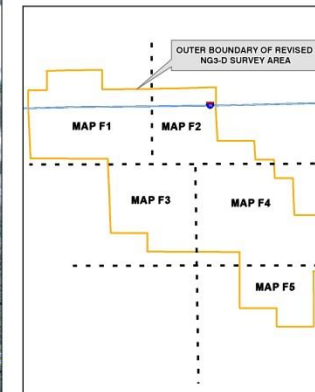 OUTER BOUNDARY OF REVISED
NG3-D SURVEY AREA
MAP F1
MAP F2
MAP F3
MAP F4
MAP F5